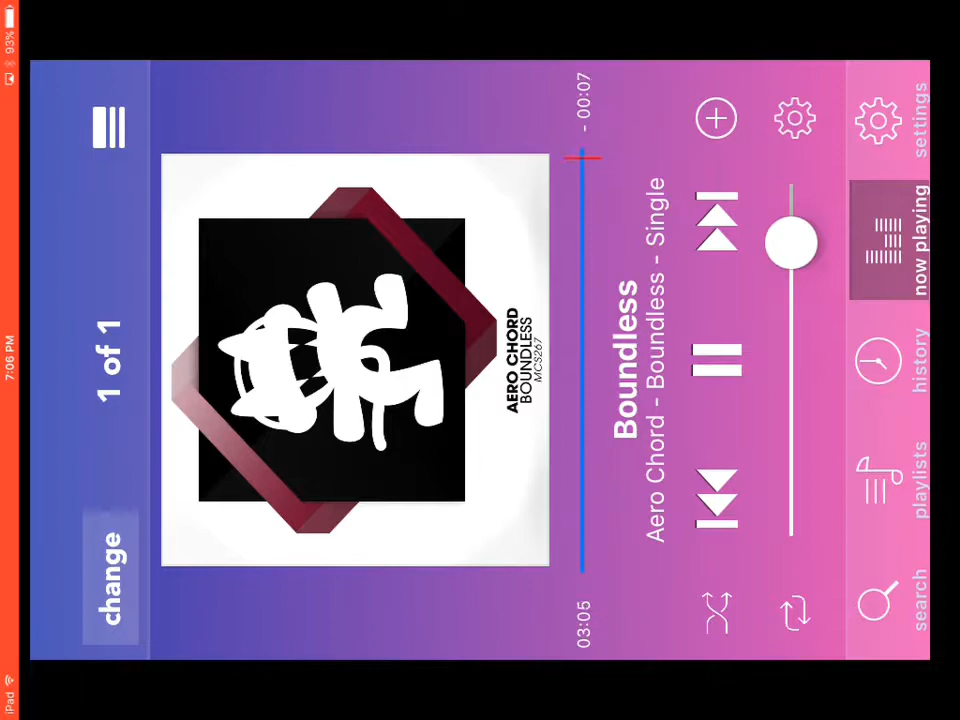 iPad 7:06 PM 93%
change 1 of 1
AERO CHORD
BOUNDLESS
MCS267
03:05 - 00:07
Boundless
Aero Chord - Boundless - Single
search playlists history now playing settings